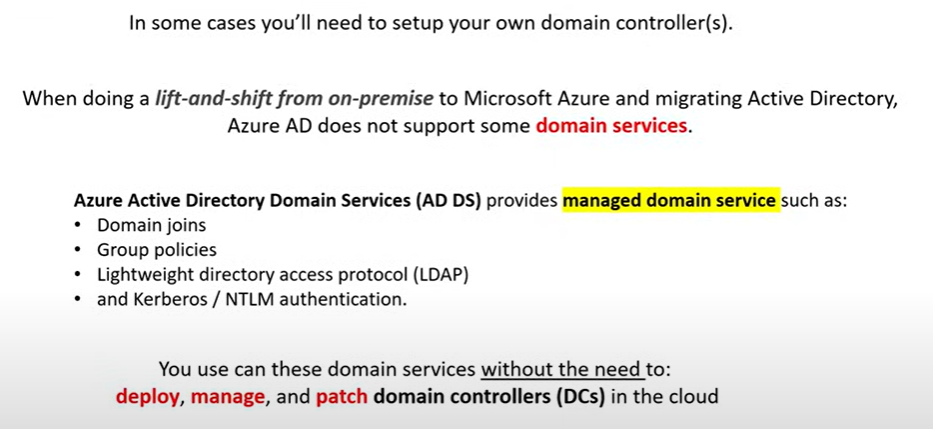 In some cases you'll need to setup your own domain controller(s).
When doing a lift-and-shift from on-premise to Microsoft Azure and migrating Active Directory,
Azure AD does not support some domain services.
Azure Active Directory Domain Services (AD DS) provides managed domain service such as:
• Domain joins
• Group policies
• Lightweight directory access protocol (LDAP)
• and Kerberos / NTLM authentication.
You use can these domain services without the need to:
deploy, manage, and patch domain controllers (DCs) in the cloud